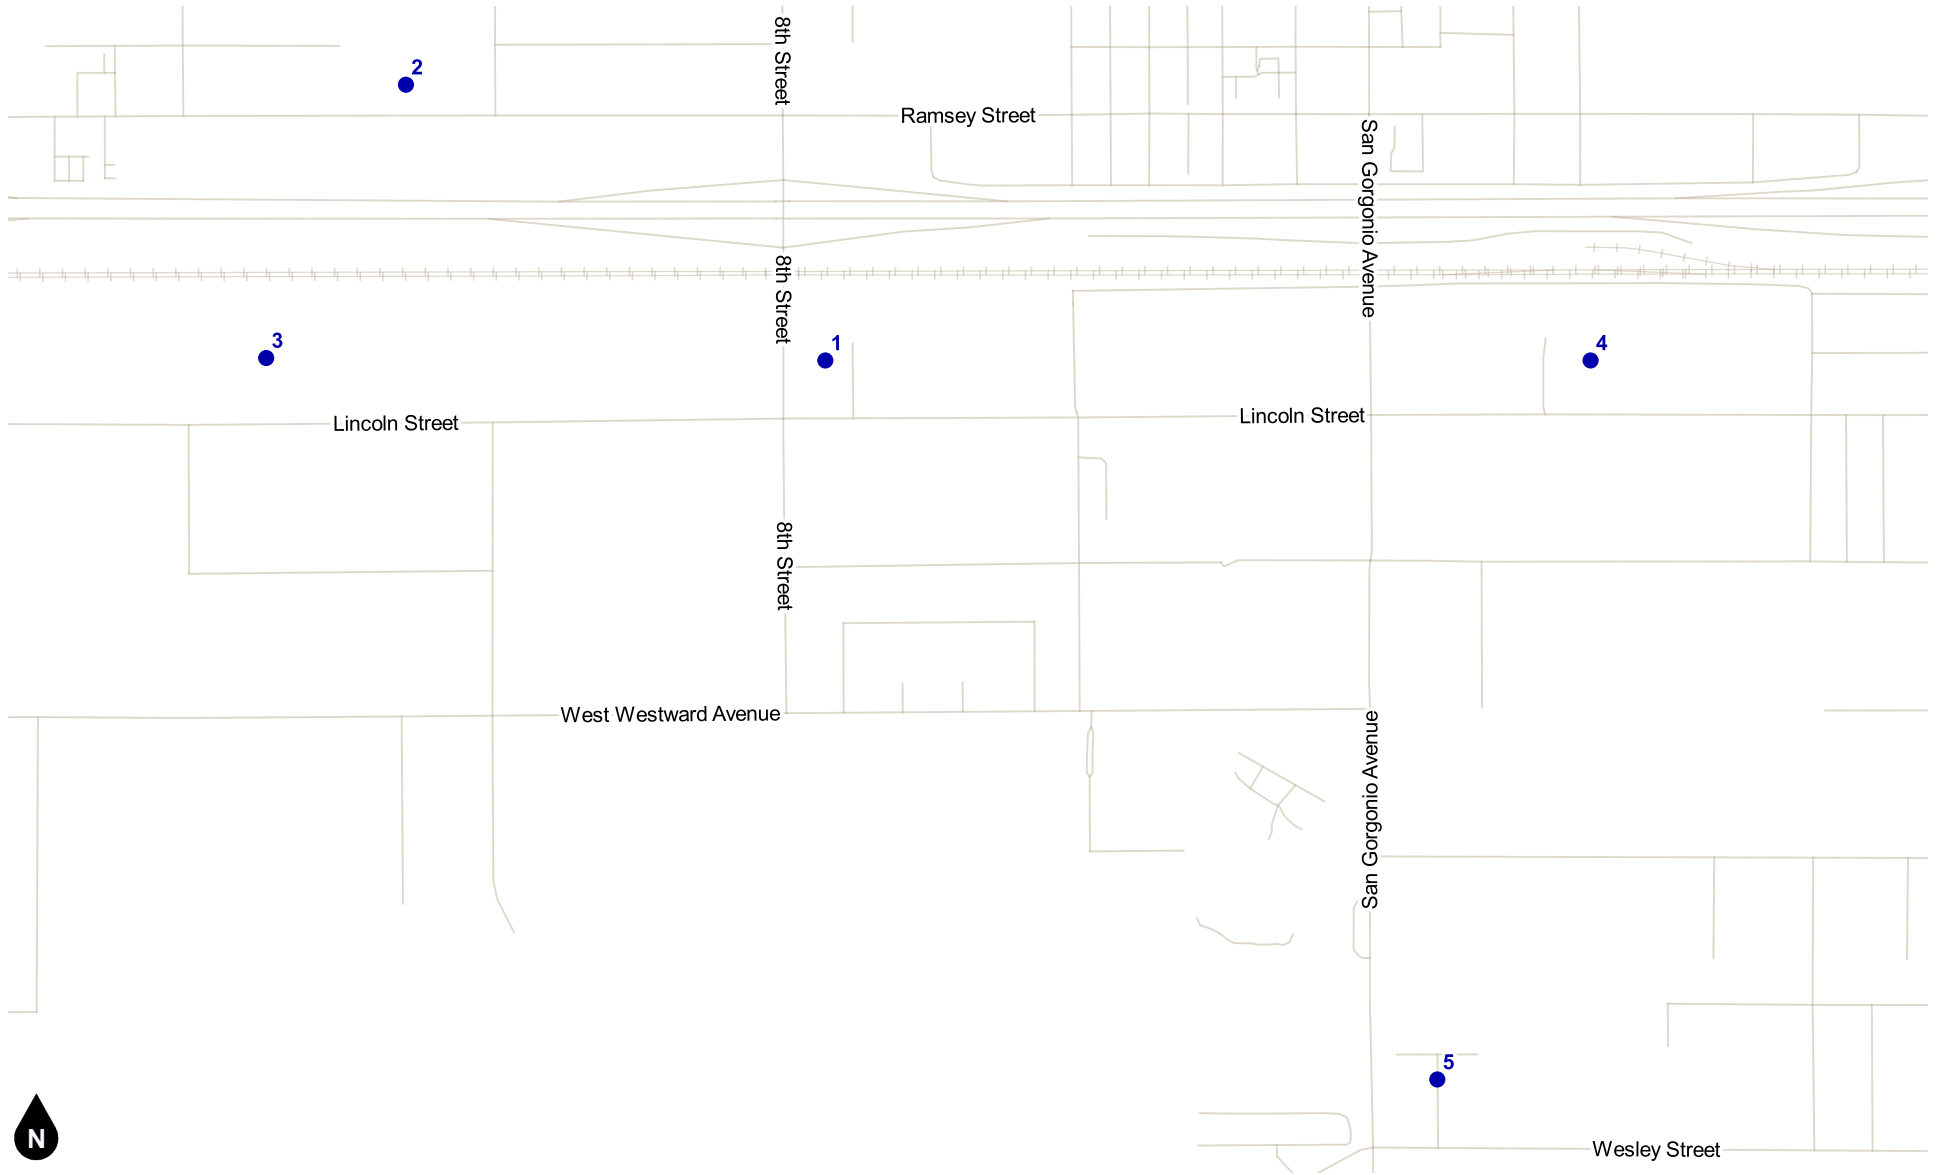 8th Street
2
Ramsey Street
San Gorgonio Avenue
8th Street
3
1
4
Lincoln Street
Lincoln Street
8th Street
West Westward Avenue
San Gorgonio Avenue
5
N
Wesley Street